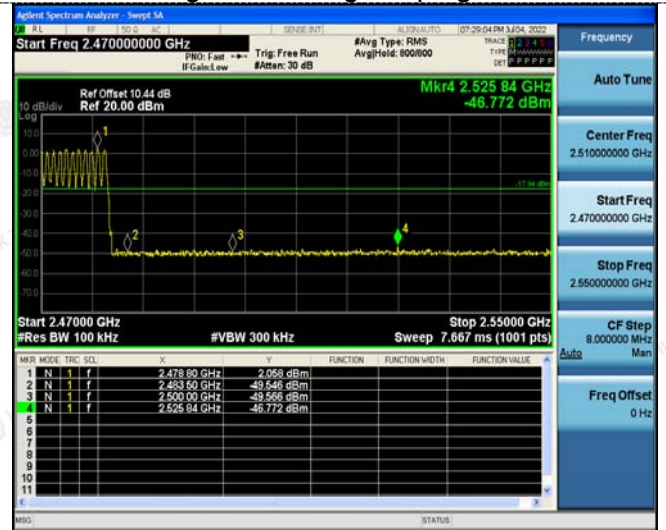 Agilent Spectrum Analyzer - Swept SA
RL RF 50 Ω AC SENSE:INT ALIGN AUTO 07:29:04 PM Jul 04, 2022
Start Freq 2.470000000 GHz
#Avg Type: RMS
TRACE 1 2 3 4 5 6
PNO: Fast Trig: Free Run Avg|Hold: 800/800
TYPE
IFGain:Low #Atten: 30 dB
DET P P P P P P
Mkr4 2.525 84 GHz
Ref Offset 10.44 dB
10 dB/div Ref 20.00 dBm -46.772 dBm
Log
10.0
0.00
-10.0
-20.0
-30.0
-40.0
-50.0
-60.0
-70.0
1
2
3
4
-17.94 dBm
Start 2.47000 GHz Stop 2.55000 GHz
#Res BW 100 kHz #VBW 300 kHz Sweep 7.667 ms (1001 pts)
MKR MODE TRC SCL X Y FUNCTION FUNCTION WIDTH FUNCTION VALUE
1 N 1 f 2.478 80 GHz 2.058 dBm
2 N 1 f 2.483 50 GHz -49.546 dBm
3 N 1 f 2.500 00 GHz -49.566 dBm
4 N 1 f 2.525 84 GHz -46.772 dBm
5
6
7
8
9
10
11
MSG STATUS
Frequency
Auto Tune
Center Freq
2.510000000 GHz
Start Freq
2.470000000 GHz
Stop Freq
2.550000000 GHz
CF Step
8.000000 MHz
Auto Man
Freq Offset
0 Hz